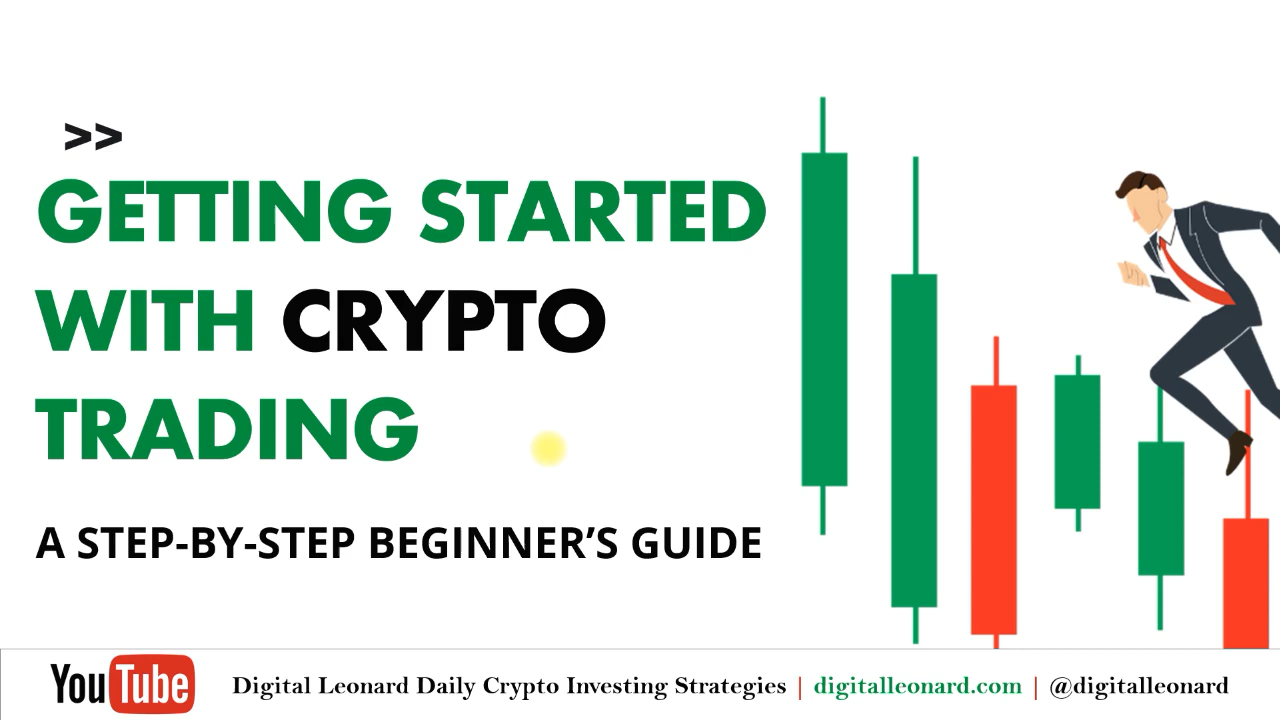 >>
GETTING STARTED
WITH CRYPTO
TRADING
A STEP-BY-STEP BEGINNER’S GUIDE
YouTube Digital Leonard Daily Crypto Investing Strategies | digitalleonard.com | @digitalleonard